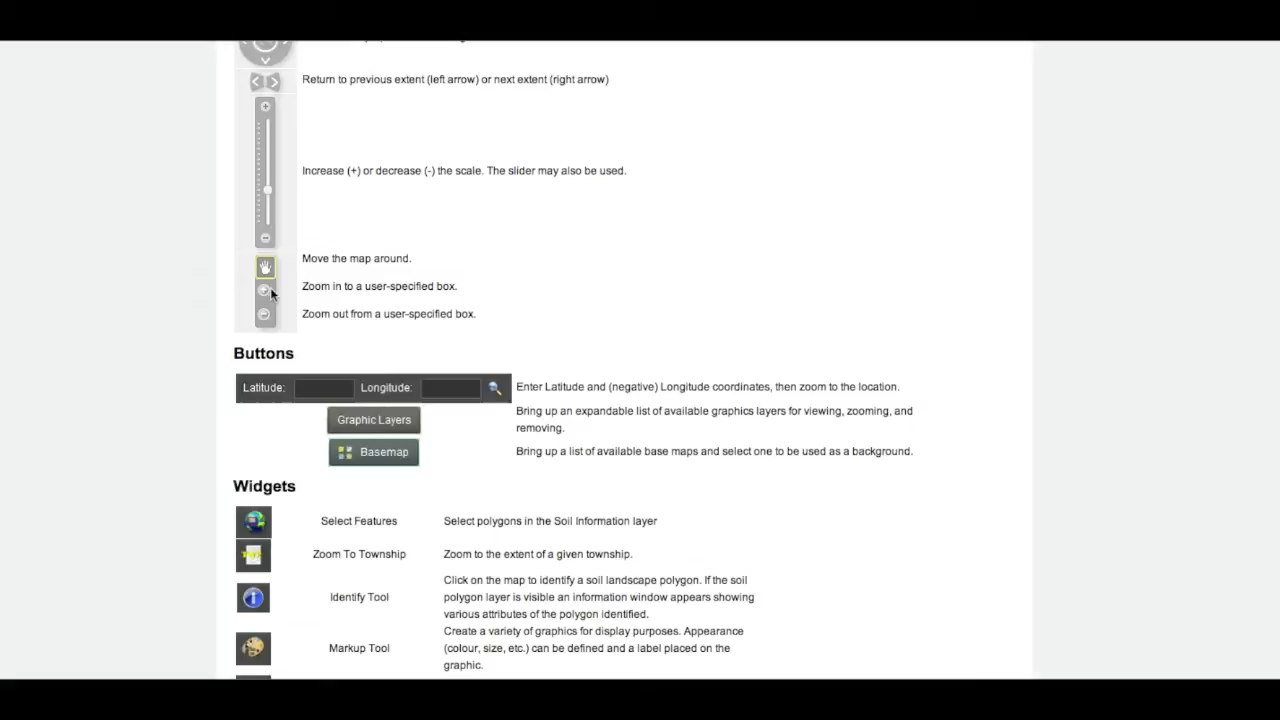 Return to previous extent (left arrow) or next extent (right arrow)
Increase (+) or decrease (-) the scale. The slider may also be used.
Move the map around.
Zoom in to a user-specified box.
Zoom out from a user-specified box.
Buttons
Latitude: Longitude: Enter Latitude and (negative) Longitude coordinates, then zoom to the location.
Graphic Layers Bring up an expandable list of available graphics layers for viewing, zooming, and
removing.
Basemap Bring up a list of available base maps and select one to be used as a background.
Widgets
Select Features Select polygons in the Soil Information layer
Zoom To Township Zoom to the extent of a given township.
Click on the map to identify a soil landscape polygon. If the soil
Identify Tool polygon layer is visible an information window appears showing
various attributes of the polygon identified.
Create a variety of graphics for display purposes. Appearance
Markup Tool (colour, size, etc.) can be defined and a label placed on the
graphic.